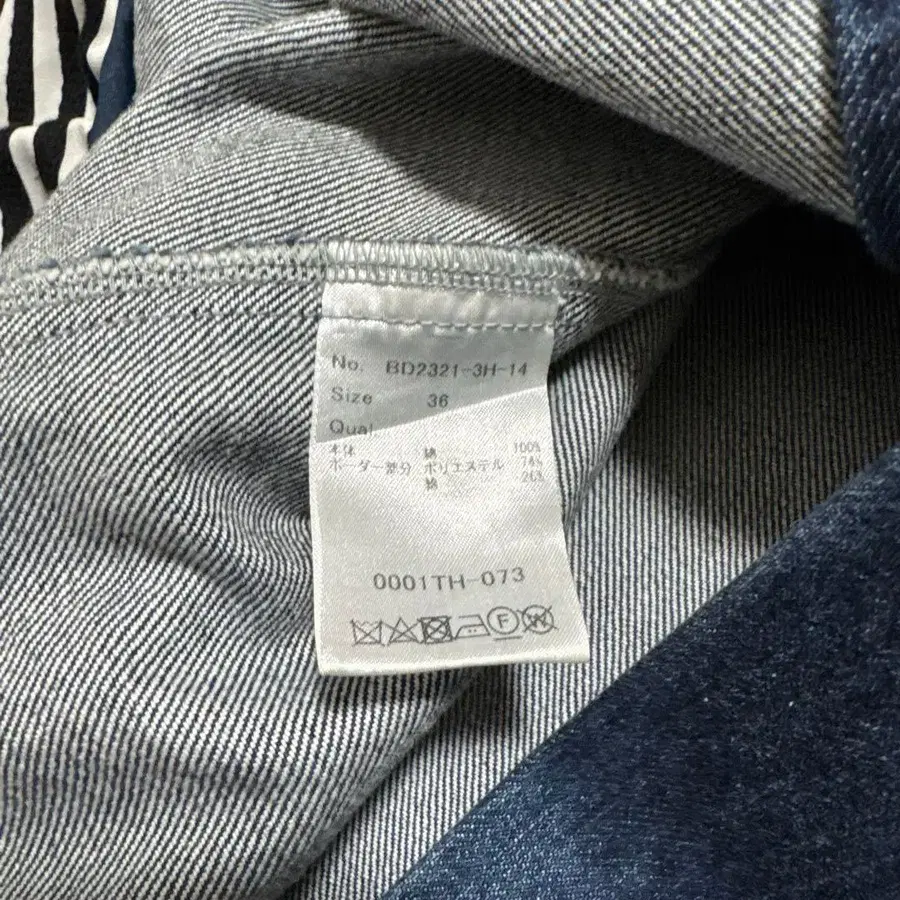 No. BD2321-3H-14
Size 36
Qual.
本体 綿 100%
ボーダー部分 ポリエステル 74%
綿 26%
0001TH-073
F W